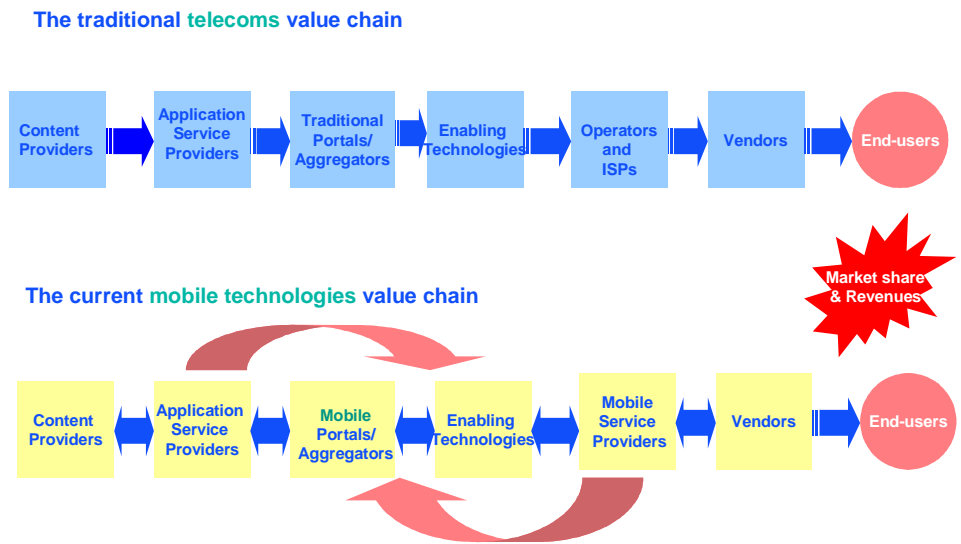 The traditional telecoms value chain
Content
Providers
Application
Service
Providers
Traditional
Portals/
Aggregators
Enabling
Technologies
Operators
and
ISPs
Vendors
End-users
Market share
& Revenues
The current mobile technologies value chain
Content
Providers
Application
Service
Providers
Mobile
Portals/
Aggregators
Enabling
Technologies
Mobile
Service
Providers
Vendors
End-users